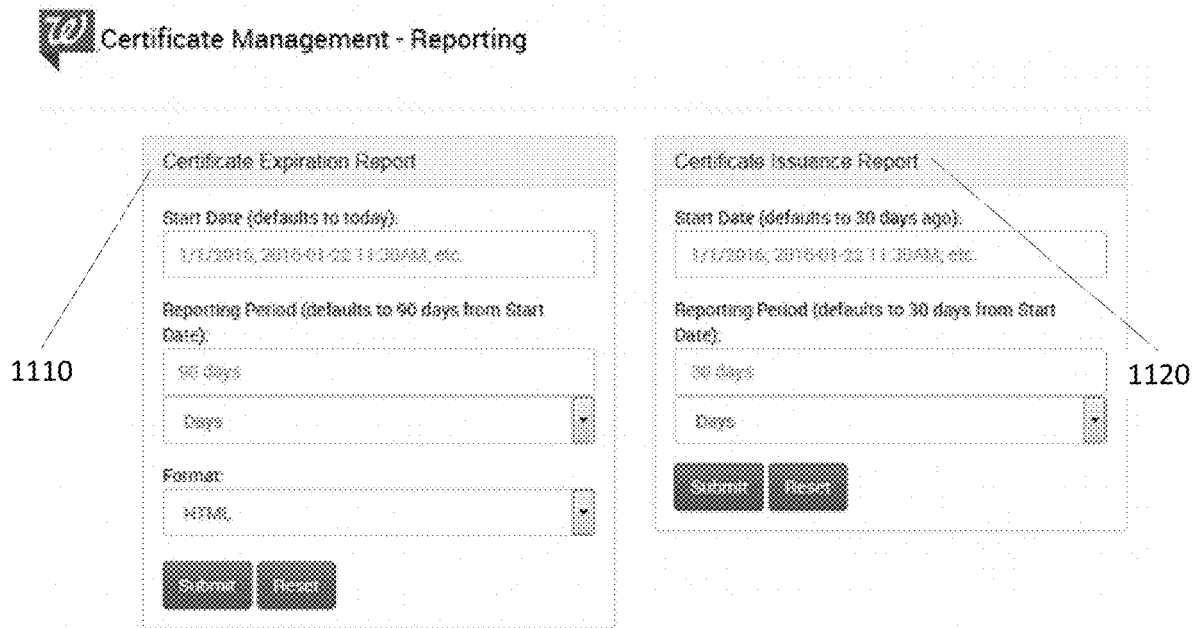 Certificate Management - Reporting
Certificate Expiration Report
Start Date (defaults to today):
1/1/2016, 2016-01-22 11:30AM, etc.
Reporting Period (defaults to 90 days from Start
Date):
90 days
Days
Format:
HTML
Submit Reset
1110
Certificate Issuance Report
Start Date (defaults to 30 days ago):
1/1/2016, 2016-01-22 11:30AM, etc.
Reporting Period (defaults to 30 days from Start
Date):
30 days
Days
Submit Reset
1120